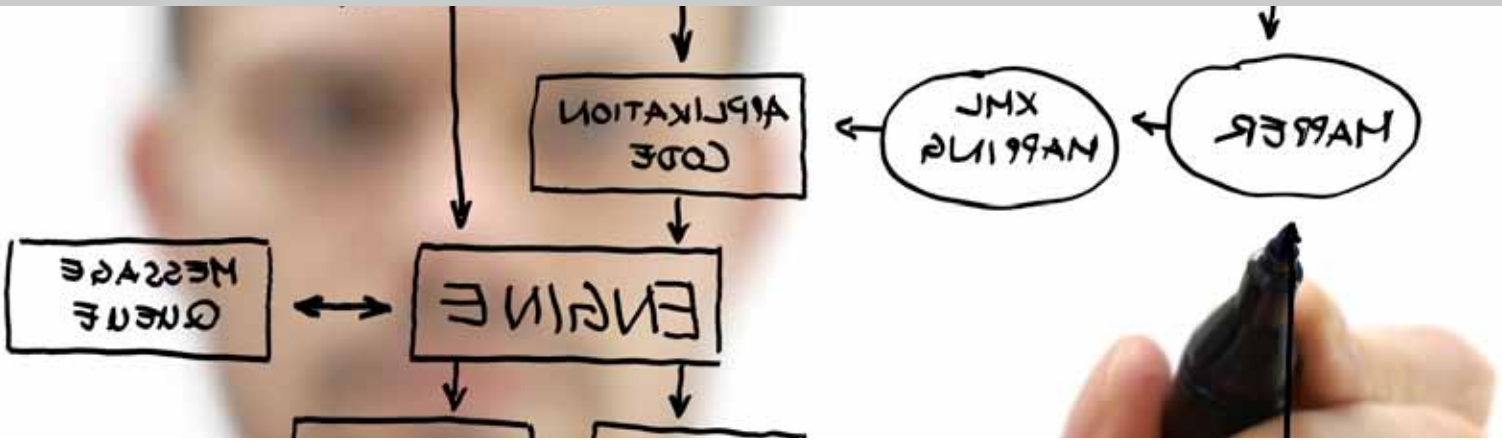 APPLIKATION
CODE
XML
MAPPING
MAPPER
MESSAGE
QUEUE
ENGINE